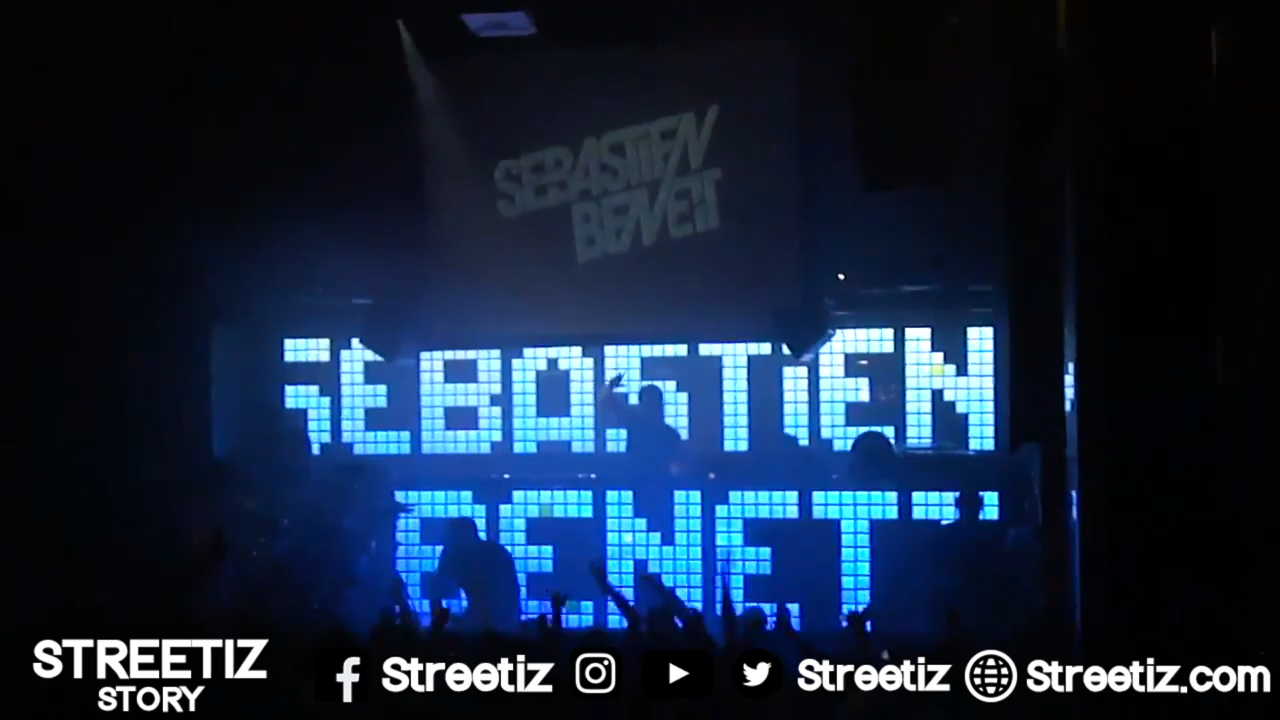 SEBASTIEN
BENETT
SEBASTIEN
BENETT
STREETIZ
STORY
Streetiz
Streetiz
Streetiz.com